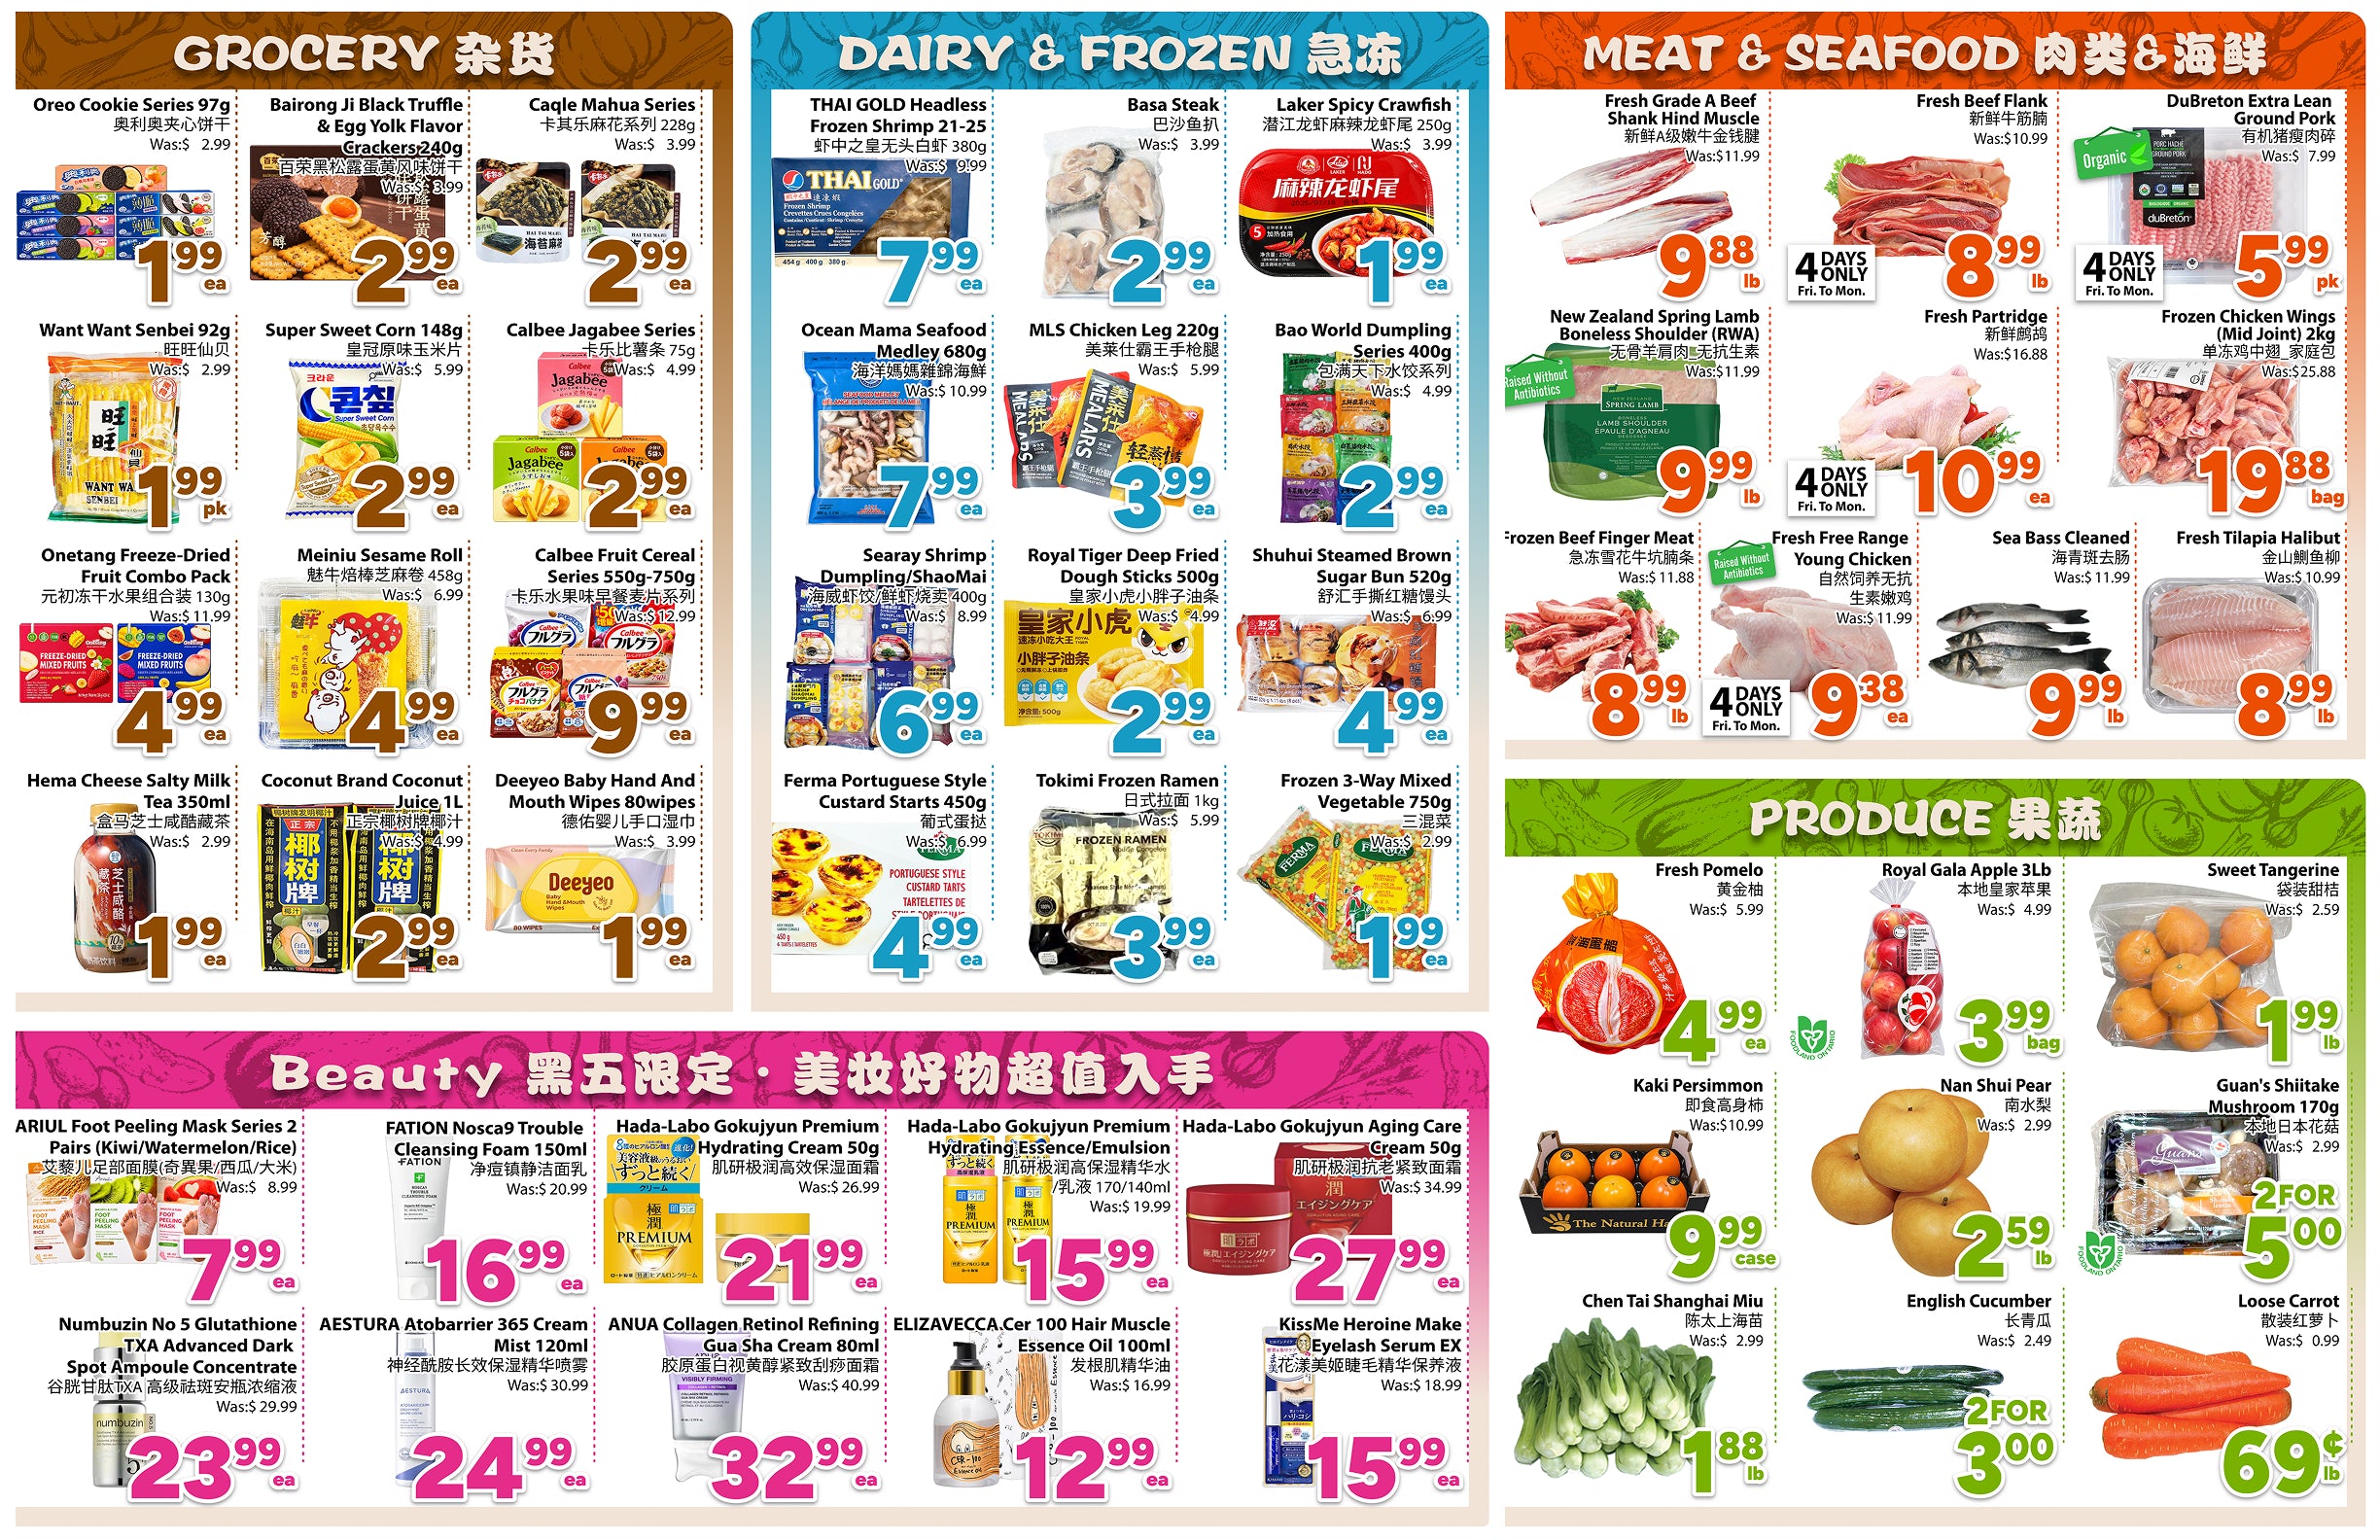 GROCERY 杂货
Oreo Cookie Series 97g
奥利奥夹心饼干
Was:$ 2.99
1.99 ea
Bairong Ji Black Truffle
& Egg Yolk Flavor
Crackers 240g
百荣黑松露蛋黄风味饼干
Was:$ 3.99
2.99 ea
Caqle Mahua Series
卡其乐麻花系列 228g
Was:$ 3.99
2.99 ea
Want Want Senbei 92g
旺旺仙贝
Was:$ 2.99
1.99 pk
Super Sweet Corn 148g
皇冠原味玉米片
Was:$ 5.99
2.99 ea
Calbee Jagabee Series
卡乐比薯条 75g
Was:$ 4.99
2.99 ea
Onetang Freeze-Dried
Fruit Combo Pack
元初冻干水果组合装 130g
Was:$ 11.99
4.99 ea
Meiniu Sesame Roll
魅牛焙棒芝麻卷 458g
Was:$ 6.99
4.99 ea
Calbee Fruit Cereal
Series 550g-750g
卡乐水果味早餐麦片系列
Was:$ 12.99
9.99 ea
Hema Cheese Salty Milk
Tea 350ml
盒马芝士咸酪藏茶
Was:$ 2.99
1.99 ea
Coconut Brand Coconut
Juice 1L
正宗椰树牌椰汁
Was:$ 4.99
2.99 ea
Deeyeo Baby Hand And
Mouth Wipes 80wipes
德佑婴儿手口湿巾
Was:$ 3.99
1.99 ea
DAIRY & FROZEN 急冻
THAI GOLD Headless
Frozen Shrimp 21-25
虾中之皇无头白虾 380g
Was:$ 9.99
7.99 ea
Basa Steak
巴沙鱼扒
Was:$ 3.99
2.99 ea
Laker Spicy Crawfish
潜江龙虾麻辣龙虾尾 250g
Was:$ 3.99
1.99 ea
Ocean Mama Seafood
Medley 680g
海洋媽媽雜錦海鮮
Was:$ 10.99
7.99 ea
MLS Chicken Leg 220g
美莱仕霸王手枪腿
Was:$ 5.99
3.99 ea
Bao World Dumpling
Series 400g
包满天下水饺系列
Was:$ 4.99
2.99 ea
Searay Shrimp
Dumpling/ShaoMai
海威虾饺/鲜虾烧卖 400g
Was:$ 8.99
6.99 ea
Royal Tiger Deep Fried
Dough Sticks 500g
皇家小虎小胖子油条
Was:$ 4.99
2.99 ea
Shuhui Steamed Brown
Sugar Bun 520g
舒汇手撕红糖馒头
Was:$ 6.99
4.99 ea
Ferma Portuguese Style
Custard Starts 450g
葡式蛋挞
Was:$ 6.99
4.99 ea
Tokimi Frozen Ramen
日式拉面 1kg
Was:$ 5.99
3.99 ea
Frozen 3-Way Mixed
Vegetable 750g
三混菜
Was:$ 2.99
1.99 ea
MEAT & SEAFOOD 肉类&海鲜
Fresh Grade A Beef
Shank Hind Muscle
新鲜A级嫩牛金钱腱
Was:$11.99
9.88 lb
Fresh Beef Flank
新鲜牛筋腩
Was:$10.99
4 DAYS ONLY
Fri. To Mon.
8.99 lb
DuBreton Extra Lean
Ground Pork
有机猪瘦肉碎
Organic
Was:$ 7.99
4 DAYS ONLY
Fri. To Mon.
5.99 pk
New Zealand Spring Lamb
Boneless Shoulder (RWA)
无骨羊肩肉_无抗生素
Raised Without
Antibiotics
Was:$11.99
9.99 lb
Fresh Partridge
新鲜鹧鸪
Was:$16.88
4 DAYS ONLY
Fri. To Mon.
10.99 ea
Frozen Chicken Wings
(Mid Joint) 2kg
单冻鸡中翅_家庭包
Was:$25.88
19.88 bag
Frozen Beef Finger Meat
急冻雪花牛坑腩条
Was:$ 11.88
8.99 lb
Fresh Free Range
Young Chicken
自然饲养无抗
生素嫩鸡
Raised Without
Antibiotics
Was:$ 11.99
4 DAYS ONLY
Fri. To Mon.
9.38 ea
Sea Bass Cleaned
海青斑去肠
Was:$ 11.99
9.99 lb
Fresh Tilapia Halibut
金山鲗鱼柳
Was:$ 10.99
8.99 lb
PRODUCE 果蔬
Fresh Pomelo
黄金柚
Was:$ 5.99
4.99 ea
Royal Gala Apple 3Lb
本地皇家苹果
Was:$ 4.99
FOODLAND ONTARIO
3.99 bag
Sweet Tangerine
袋装甜桔
Was:$ 2.59
1.99 lb
Kaki Persimmon
即食高身柿
Was:$10.99
9.99 case
Nan Shui Pear
南水梨
Was:$ 2.99
2.59 lb
Guan's Shiitake
Mushroom 170g
本地日本花菇
Was:$ 2.99
FOODLAND ONTARIO
2FOR
5.00
Chen Tai Shanghai Miu
陈太上海苗
Was:$ 2.99
1.88 lb
English Cucumber
长青瓜
Was:$ 2.49
2FOR
3.00
Loose Carrot
散装红萝卜
Was:$ 0.99
69¢ lb
Beauty 黑五限定·美妆好物超值入手
ARIUL Foot Peeling Mask Series 2
Pairs (Kiwi/Watermelon/Rice)
艾藜儿足部面膜(奇異果/西瓜/大米)
Was:$ 8.99
7.99 ea
FATION Nosca9 Trouble
Cleansing Foam 150ml
净痘镇静洁面乳
Was:$ 20.99
16.99 ea
Hada-Labo Gokujyun Premium
Hydrating Cream 50g
肌研极润高效保湿面霜
Was:$ 26.99
21.99 ea
Hada-Labo Gokujyun Premium
Hydrating Essence/Emulsion
肌研极润高保湿精华水
/乳液 170/140ml
Was:$ 19.99
15.99 ea
Hada-Labo Gokujyun Aging Care
Cream 50g
肌研极润抗老紧致面霜
Was:$ 34.99
27.99 ea
Numbuzin No 5 Glutathione
TXA Advanced Dark
Spot Ampoule Concentrate
谷胱甘肽TXA 高级祛斑安瓶浓缩液
Was:$ 29.99
23.99 ea
AESTURA Atobarrier 365 Cream
Mist 120ml
神经酰胺长效保湿精华喷雾
Was:$ 30.99
24.99 ea
ANUA Collagen Retinol Refining
Gua Sha Cream 80ml
胶原蛋白视黄醇紧致刮痧面霜
Was:$ 40.99
32.99 ea
ELIZAVECCA Cer 100 Hair Muscle
Essence Oil 100ml
发根肌精华油
Was:$ 16.99
12.99 ea
KissMe Heroine Make
Eyelash Serum EX
花漾美姬睫毛精华保养液
Was:$ 18.99
15.99 ea